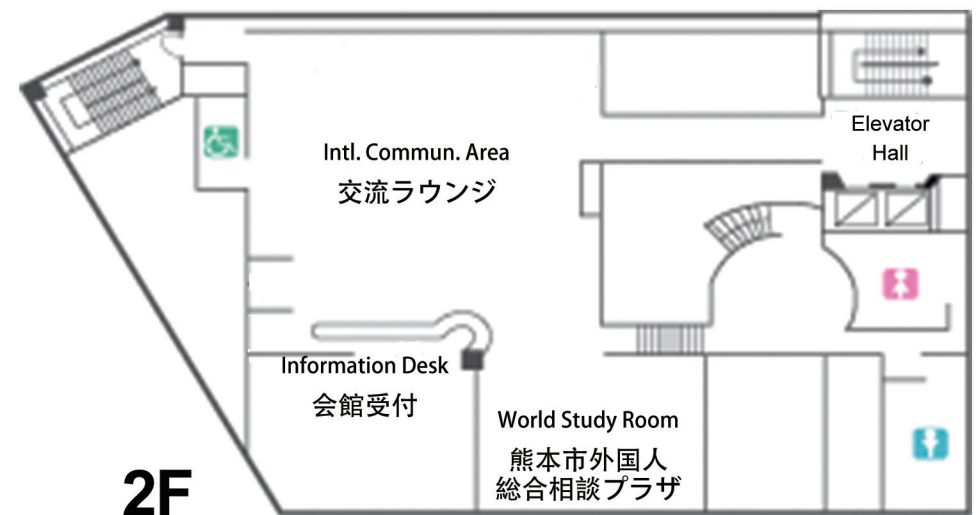 Elevator
Hall
Intl. Commun. Area
交流ラウンジ
Information Desk
会館受付
World Study Room
熊本市外国人
総合相談プラザ
2F